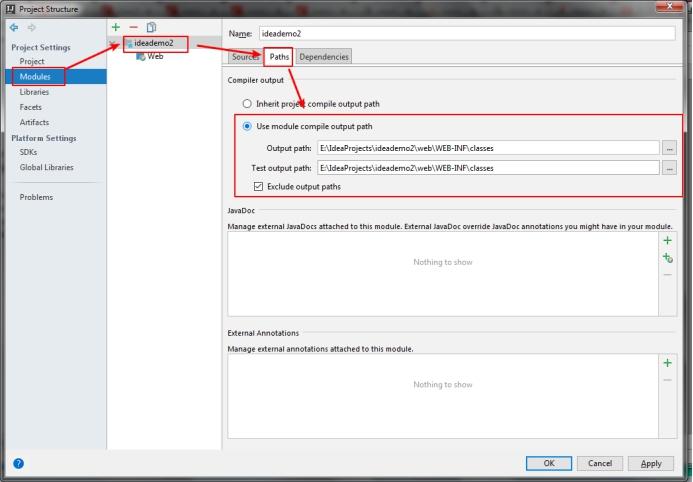 Project Structure
Project Settings
Project
Modules
Libraries
Facets
Artifacts
Platform Settings
SDKs
Global Libraries
Problems
ideademo2
Web
Name: ideademo2
Sources Paths Dependencies
Compiler output
Inherit project compile output path
Use module compile output path
Output path: E:\IdeaProjects\ideademo2\web\WEB-INF\classes ...
Test output path: E:\IdeaProjects\ideademo2\web\WEB-INF\classes ...
Exclude output paths
JavaDoc
Manage external JavaDocs attached to this module. External JavaDoc override JavaDoc annotations you might have in your module.
Nothing to show
External Annotations
Manage external annotations attached to this module.
Nothing to show
? OK Cancel Apply